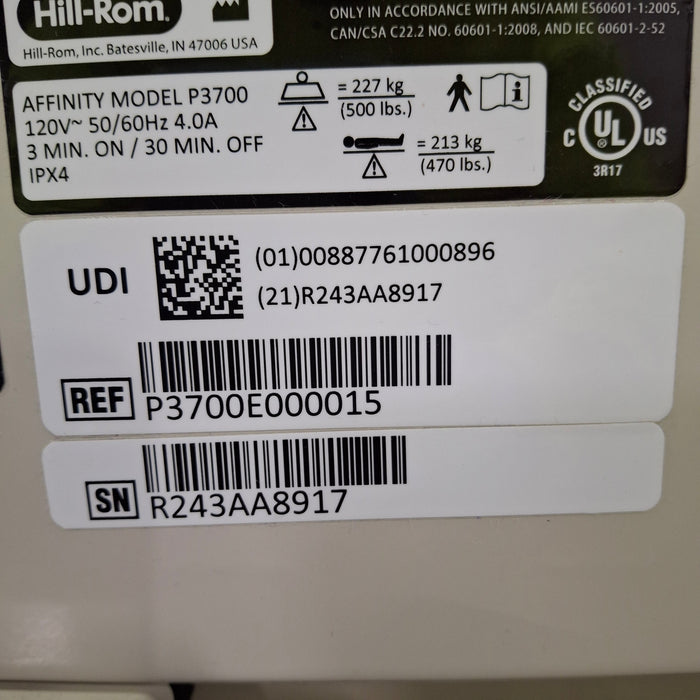 Hill-Rom.
Hill-Rom, Inc. Batesville, IN 47006 USA
ONLY IN ACCORDANCE WITH ANSI/AAMI ES60601-1:2005,
CAN/CSA C22.2 NO. 60601-1:2008, AND IEC 60601-2-52
AFFINITY MODEL P3700
120V~ 50/60Hz 4.0A
3 MIN. ON / 30 MIN. OFF
IPX4
= 227 kg
(500 lbs.)
= 213 kg
(470 lbs.)
CLASSIFIED
C UL® US
3R17
UDI
(01)00887761000896
(21)R243AA8917
REF P3700E000015
SN R243AA8917